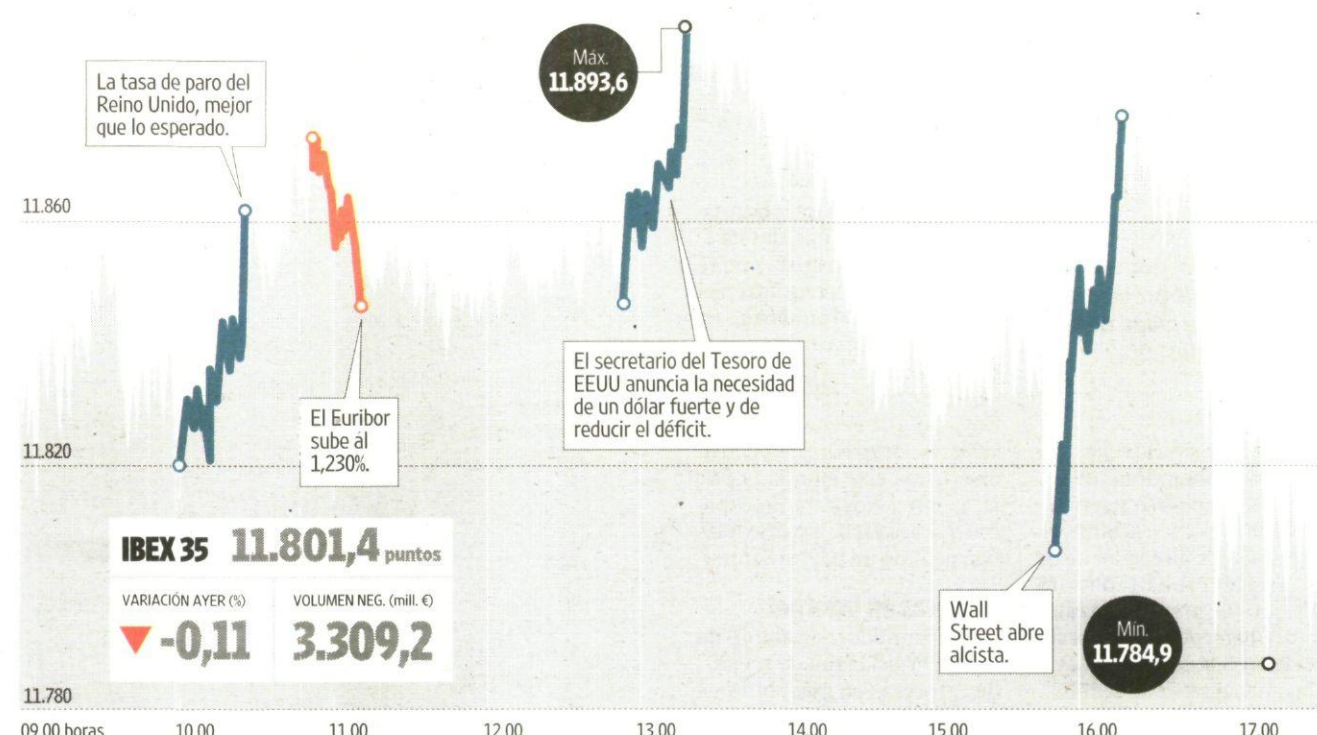 La tasa de paro del
Reino Unido, mejor
que lo esperado.
Máx.
11.893,6
11.860
El Euribor
sube al
1,230%.
El secretario del Tesoro de
EEUU anuncia la necesidad
de un dólar fuerte y de
reducir el déficit.
11.820
IBEX 35 11.801,4 puntos
VARIACIÓN AYER (%) VOLUMEN NEG. (mill. €)
-0,11 3.309,2
Wall
Street abre
alcista.
Mín.
11.784,9
11.780
09.00 horas 10.00 11.00 12.00 13.00 14.00 15.00 16.00 17.00